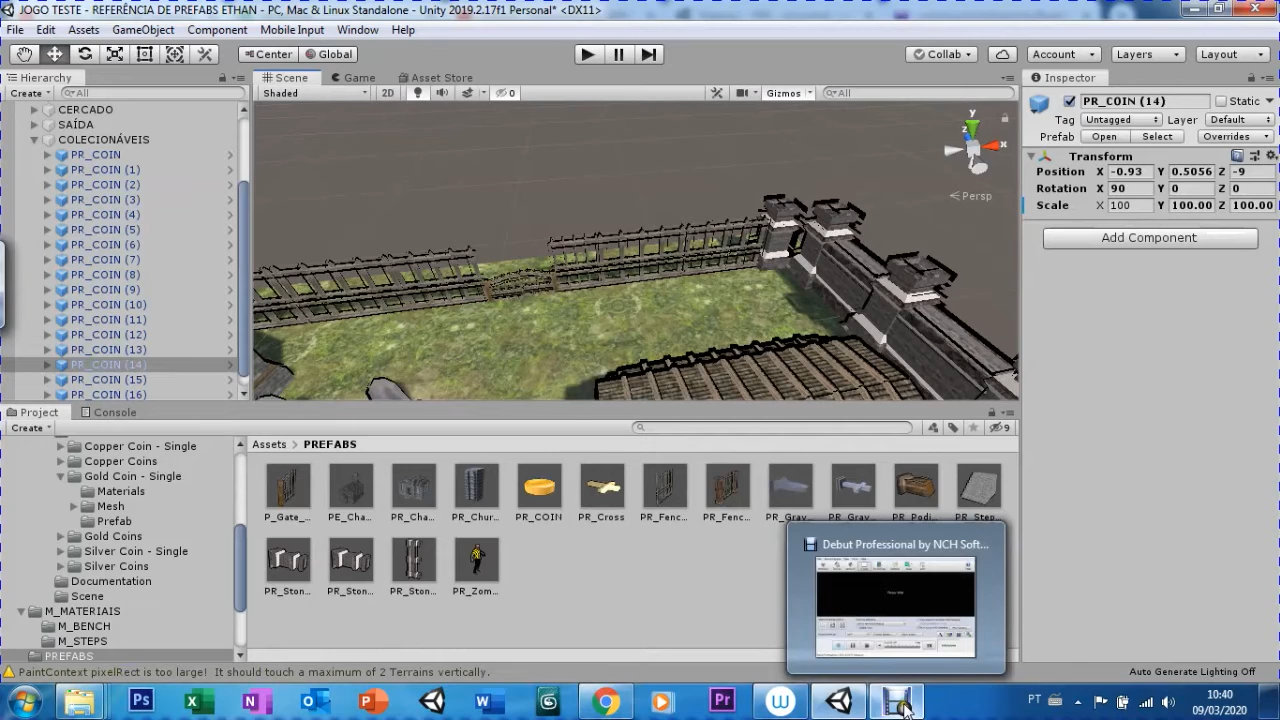 JOGO TESTE - REFERÊNCIA DE PREFABS ETHAN - PC, Mac & Linux Standalone - Unity 2019.2.17f1 Personal* <DX11>
File Edit Assets GameObject Component Mobile Input Window Help
Center Global Collab Account Layers Layout
Hierarchy Scene Game Asset Store Inspector
Create All Shaded 2D 0 Gizmos All
CERCADO
SAÍDA
COLECIONÁVEIS
PR_COIN
PR_COIN (1)
PR_COIN (2)
PR_COIN (3)
PR_COIN (4)
PR_COIN (5)
PR_COIN (6)
PR_COIN (7)
PR_COIN (8)
PR_COIN (9)
PR_COIN (10)
PR_COIN (11)
PR_COIN (12)
PR_COIN (13)
PR_COIN (14)
PR_COIN (15)
PR_COIN (16)
y
z
x
Persp
PR_COIN (14) Static
Tag Untagged Layer Default
Prefab Open Select Overrides
Transform
Position X -0.93 Y 0.5056 Z -9
Rotation X 90 Y 0 Z 0
Scale X 100 Y 100.00 Z 100.00
Add Component
Project Console
Create 9
Copper Coin - Single
Copper Coins
Gold Coin - Single
Materials
Mesh
Prefab
Gold Coins
Silver Coin - Single
Silver Coins
Documentation
Scene
M_MATERIAIS
M_BENCH
M_STEPS
PREFABS
Assets PREFABS
P_Gate_... PE_Cha... PR_Cha... PR_Chur... PR_COIN PR_Cross PR_Fenc... PR_Fenc... PR_Grav... PR_Grav... PR_Podi... PR_Step...
PR_Ston... PR_Ston... PR_Ston... PR_Zom...
Debut Professional by NCH Soft...
PaintContext pixelRect is too large! It should touch a maximum of 2 Terrains vertically.
Auto Generate Lighting Off
Ps Pr W PT
10:40
09/03/2020